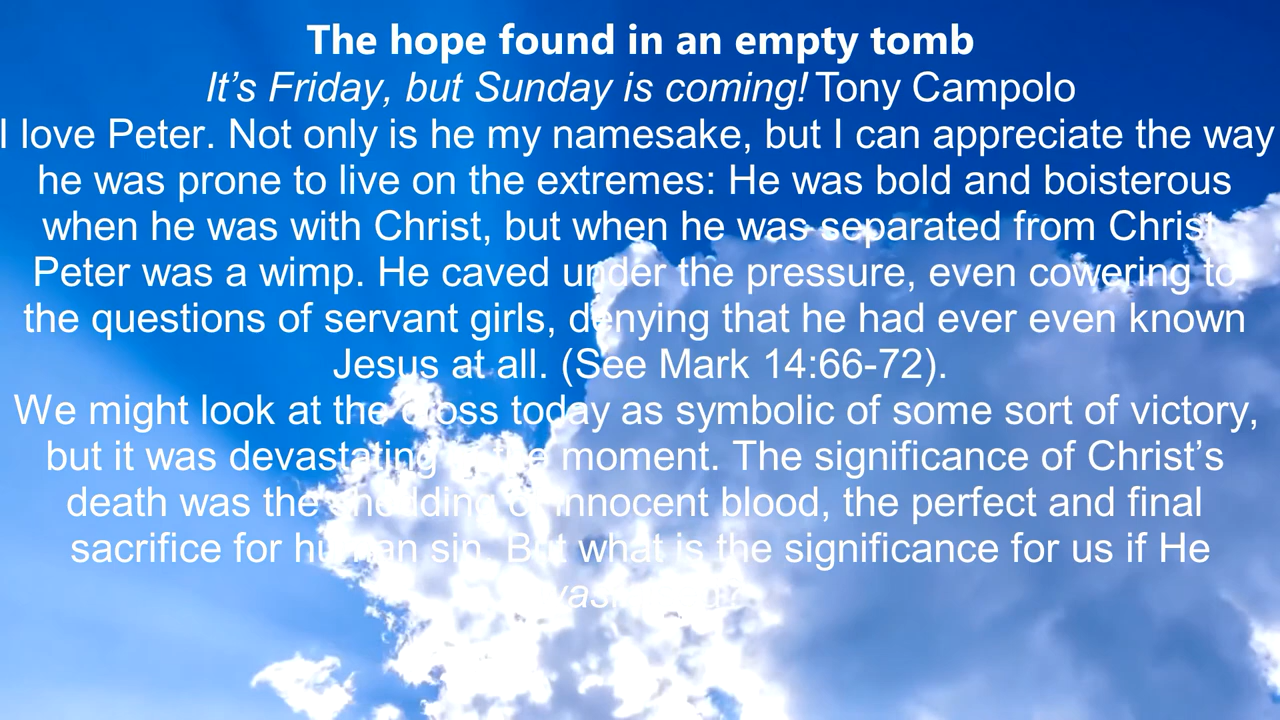 The hope found in an empty tomb
It’s Friday, but Sunday is coming! Tony Campolo
I love Peter. Not only is he my namesake, but I can appreciate the way
he was prone to live on the extremes: He was bold and boisterous
when he was with Christ, but when he was separated from Christ
Peter was a wimp. He caved under the pressure, even cowering to
the questions of servant girls, denying that he had ever even known
Jesus at all. (See Mark 14:66-72).
We might look at the cross today as symbolic of some sort of victory,
but it was devastating at the moment. The significance of Christ’s
death was the shedding of innocent blood, the perfect and final
sacrifice for human sin. But what is the significance for us if He